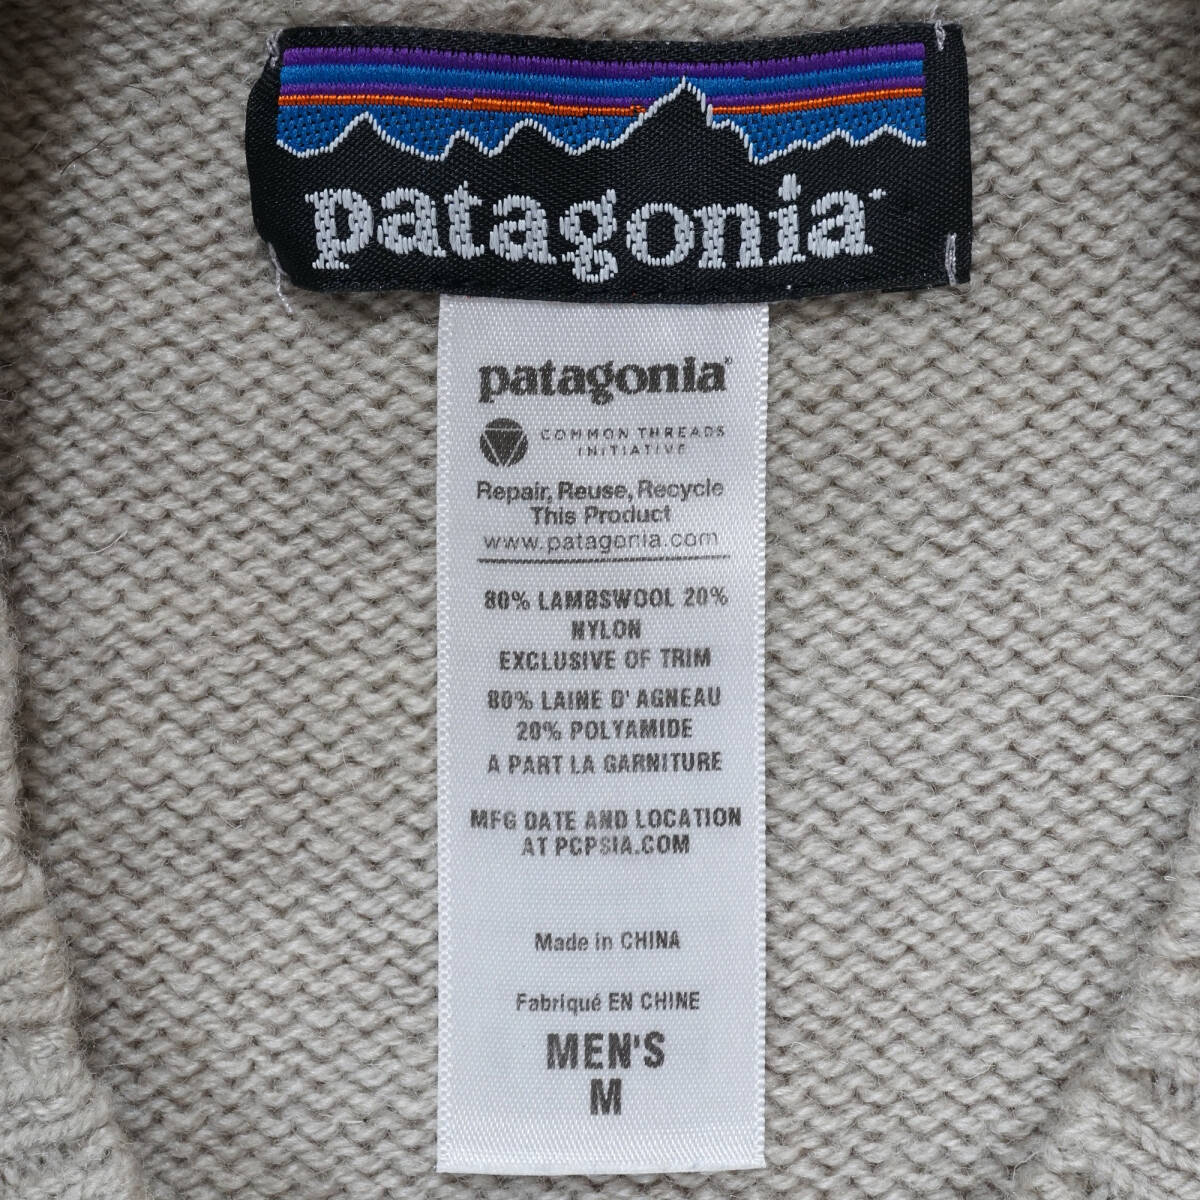 patagonia
patagonia®
COMMON THREADS
INITIATIVE
Repair, Reuse, Recycle
This Product
www.patagonia.com
80% LAMBSWOOL 20%
NYLON
EXCLUSIVE OF TRIM
80% LAINE D' AGNEAU
20% POLYAMIDE
A PART LA GARNITURE
MFG DATE AND LOCATION
AT PCPSIA.COM
Made in CHINA
Fabriqué EN CHINE
MEN'S
M